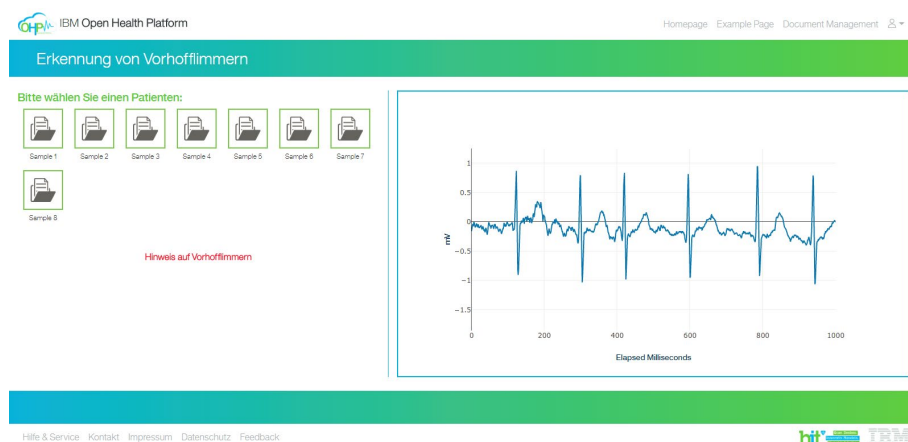 OHP
IBM Open Health Platform
Homepage Example Page Document Management
Erkennung von Vorhofflimmern
Bitte wählen Sie einen Patienten:
Sample 1 Sample 2 Sample 3 Sample 4 Sample 5 Sample 6 Sample 7
Sample 8
Hinweis auf Vorhofflimmern
1
0.5
0
−0.5
−1
−1.5
mV
0 200 400 600 800 1000
Elapsed Milliseconds
Hilfe & Service Kontakt Impressum Datenschutz Feedback
hit
IBM